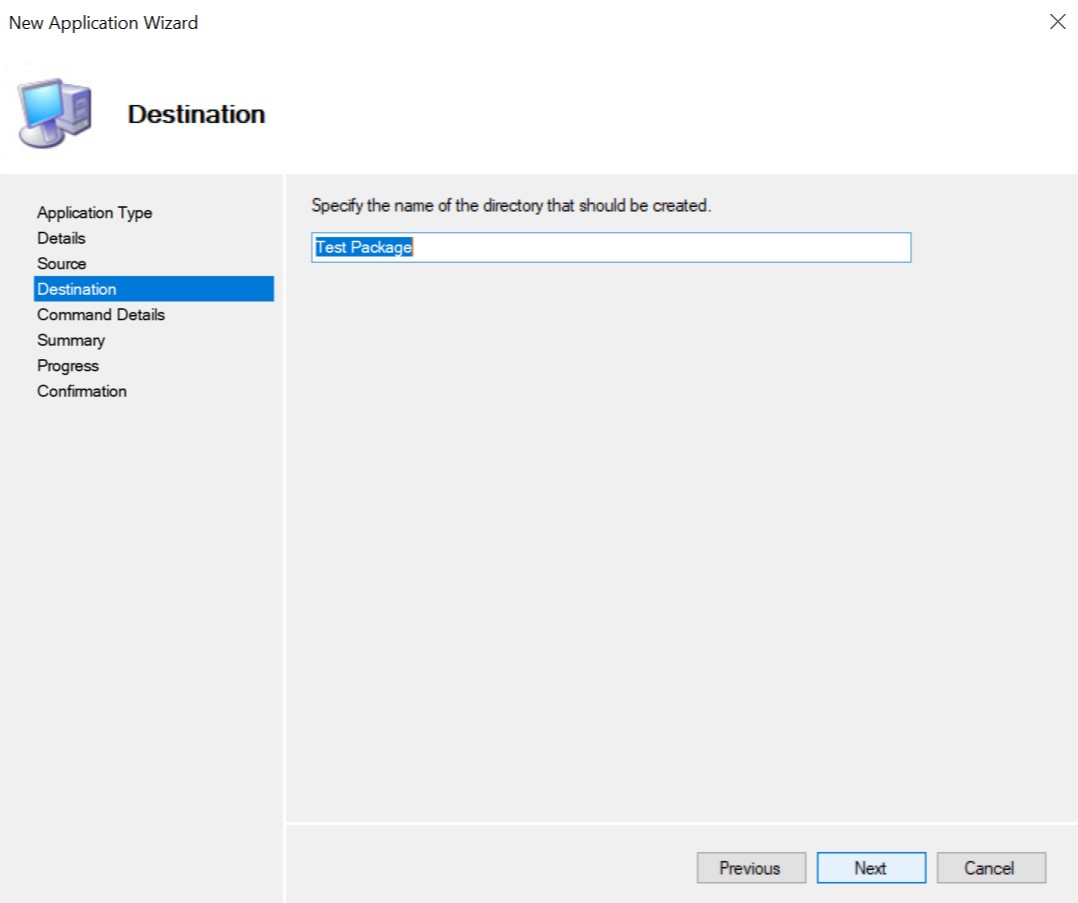 New Application Wizard
Destination
Application Type
Details
Source
Destination
Command Details
Summary
Progress
Confirmation
Specify the name of the directory that should be created.
Test Package
Previous
Next
Cancel